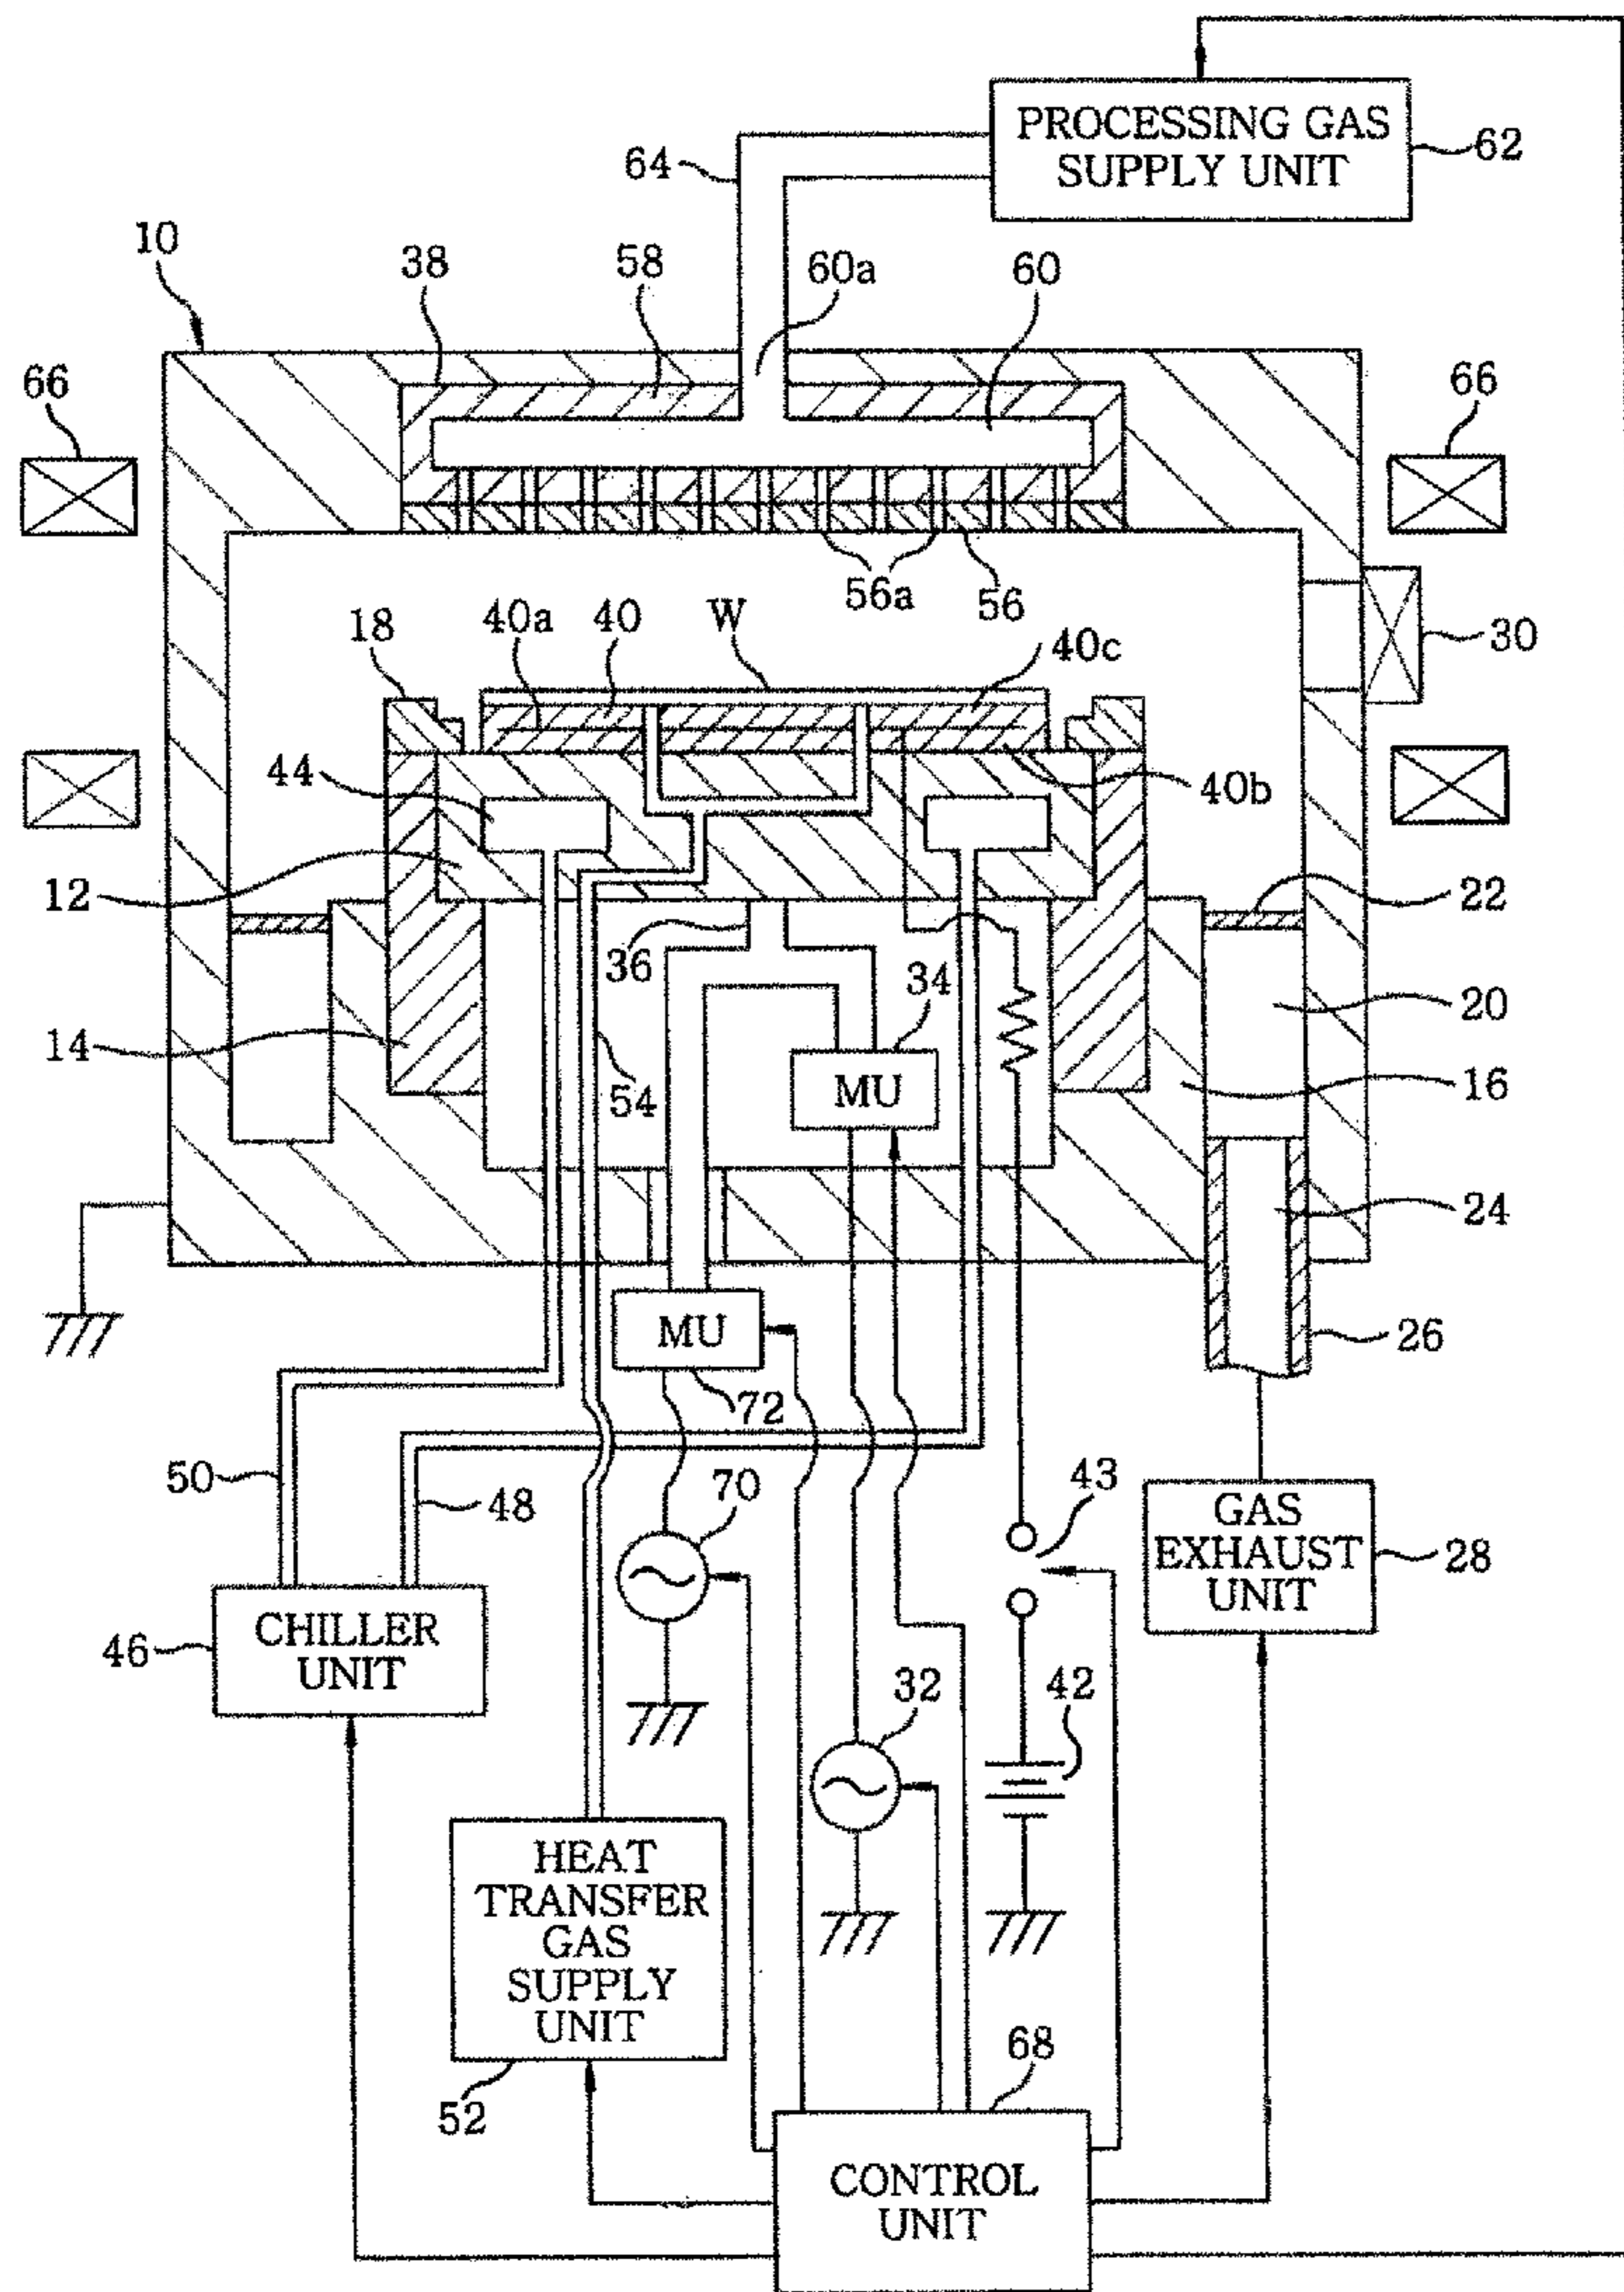 PROCESSING GAS
SUPPLY UNIT
62
64
10
38
58
60a
60
66
66
56a
56
18
40a
40
W
40c
30
44
40b
12
22
36
34
20
14
54
MU
16
24
MU
26
72
50
48
70
43
GAS
EXHAUST
UNIT
28
CHILLER
UNIT
46
32
42
HEAT
TRANSFER
GAS
SUPPLY
UNIT
52
68
CONTROL
UNIT